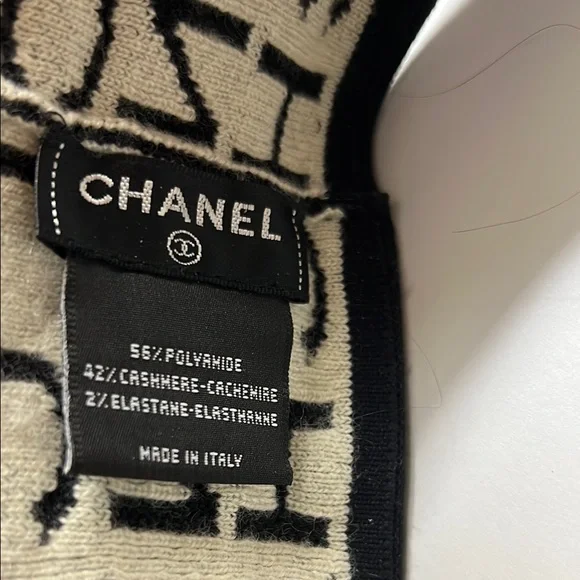 CHANEL
56% POLYAMIDE
42% CASHMERE-CACHEMIRE
2% ELASTANE-ELASTHANNE
MADE IN ITALY